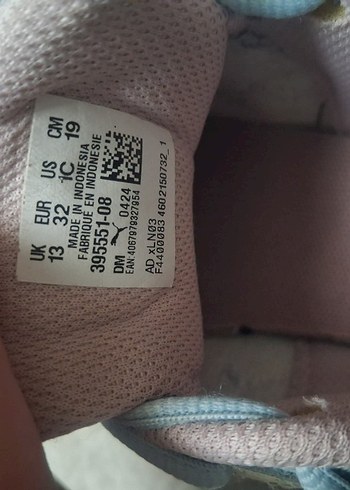 UK EUR US CM
13 32 1C 19
MADE IN INDONESIA
FABRIQUE EN INDONESIE
395551-08
DM 0424
EAN:4067979327954
AD xLN03
F4400083 4602150732_1